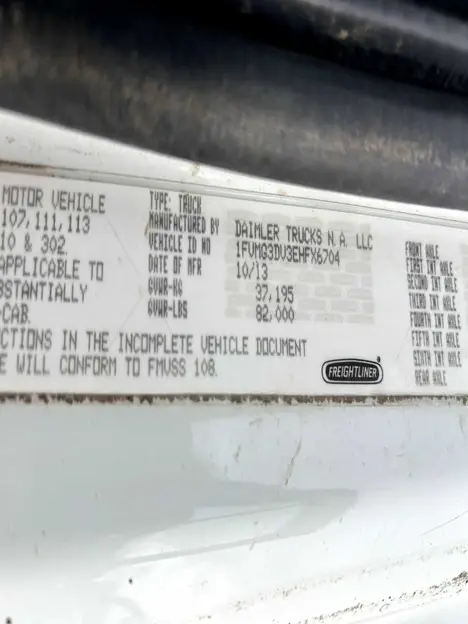 MOTOR VEHICLE
107, 111, 113
10 & 302.
APPLICABLE TO
BSTANTIALLY
-CAB.
CTIONS IN THE INCOMPLETE VEHICLE DOCUMENT
E WILL CONFORM TO FMVSS 108.
TYPE: TRUCK
MANUFACTURED BY DAIMLER TRUCKS N.A. LLC
VEHICLE ID NO 1FVMG3DV3EHFX6704
DATE OF MFR 10/13
GVWR-KG 37,195
GVWR-LBS 82,000
FREIGHTLINER
FRONT AXLE
FIRST INT AXLE
SECOND INT AXLE
THIRD INT AXLE
FOURTH INT AXLE
FIFTH INT AXLE
SIXTH INT AXLE
REAR AXLE